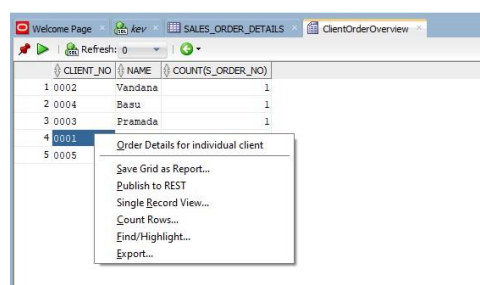 Welcome Page kev SALES_ORDER_DETAILS ClientOrderOverview
Refresh: 0
CLIENT_NO NAME COUNT(S_ORDER_NO)
1 0002 Vandana 1
2 0004 Basu 1
3 0003 Pramada 1
4 0001
5 0005
Order Details for individual client
Save Grid as Report...
Publish to REST
Single Record View...
Count Rows...
Find/Highlight...
Export...